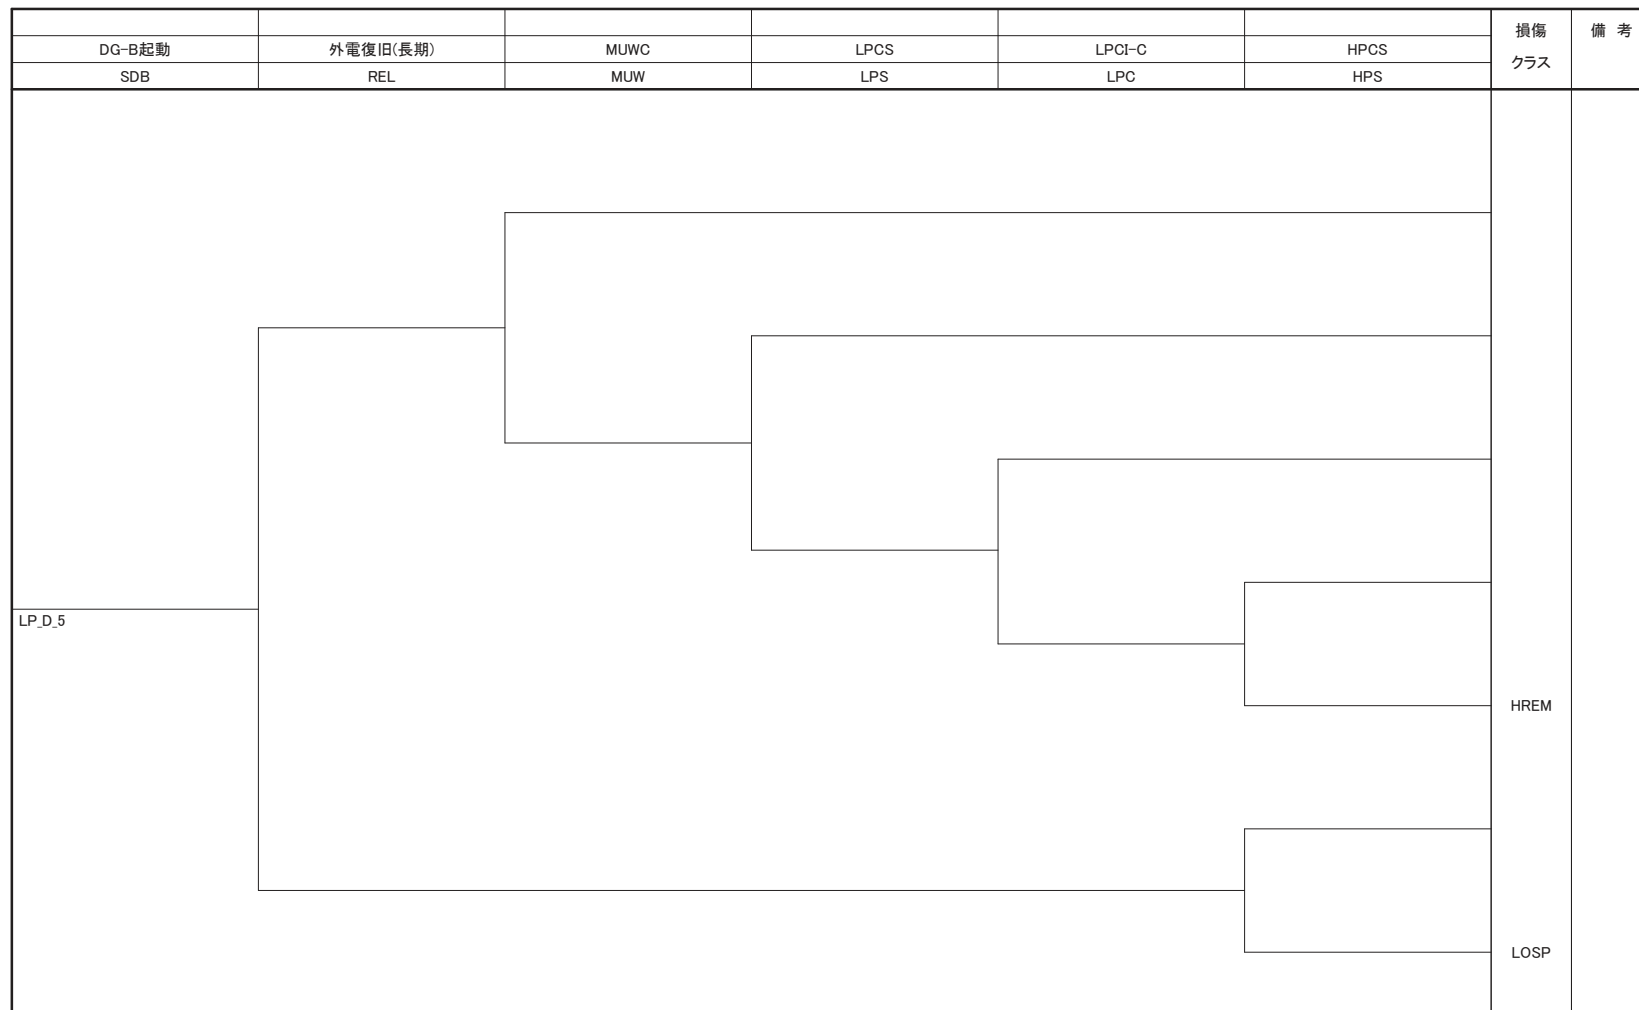 損傷 備 考
DG-B起動 外電復旧(長期) MUWC LPCS LPCI-C HPCS
クラス
SDB REL MUW LPS LPC HPS
LP_D_5
HREM
LOSP